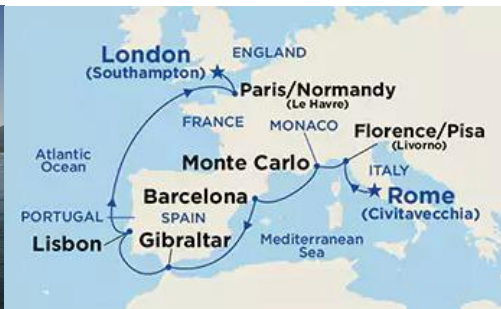 London
(Southampton)
ENGLAND
Paris/Normandy
(Le Havre)
FRANCE
MONACO
Florence/Pisa
(Livorno)
Atlantic
Ocean
Monte Carlo
ITALY
Rome
(Civitavecchia)
Barcelona
PORTUGAL
SPAIN
Lisbon
Gibraltar
Mediterranean
Sea